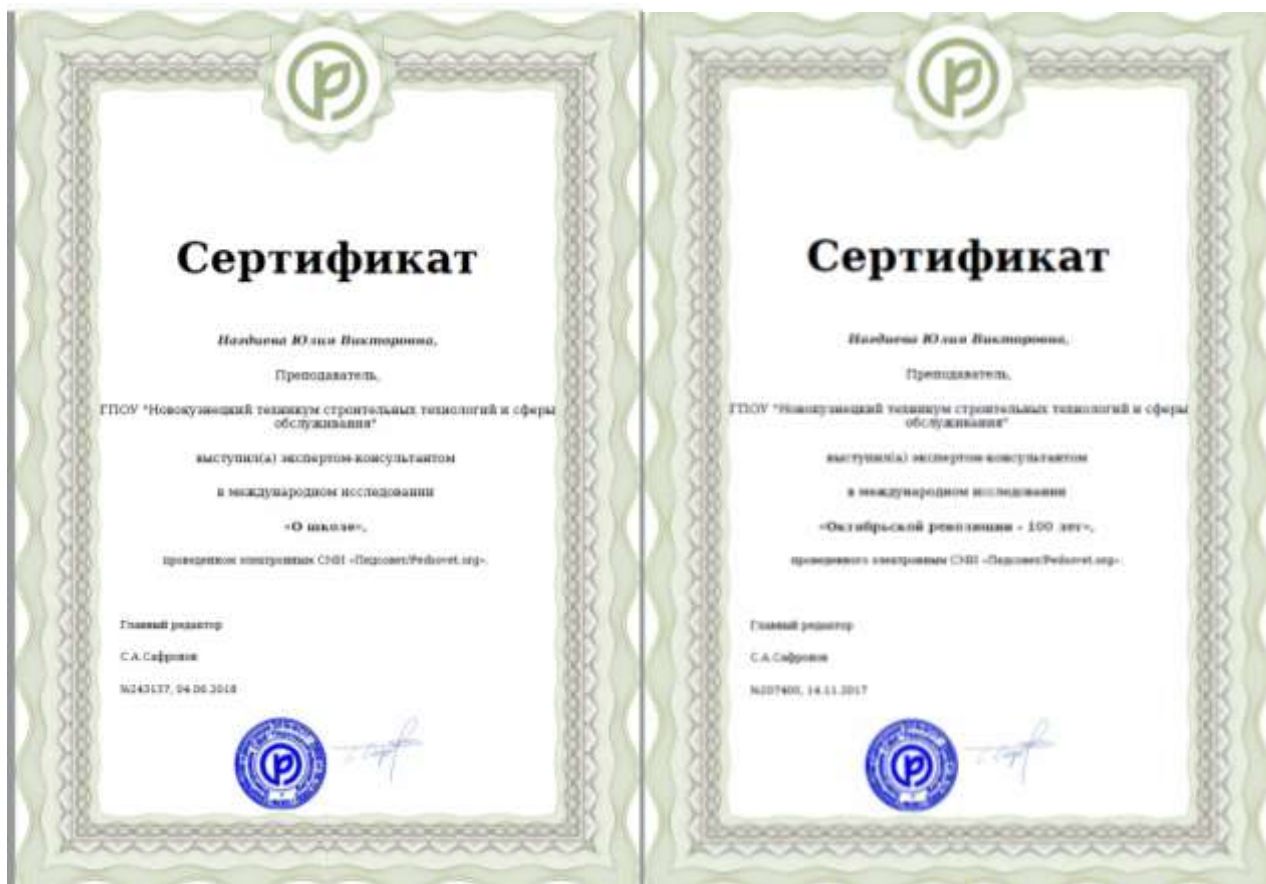 Сертификат
Юлия Викторовна,
Преподаватель,
ГПОУ "Новокузнецкий техникум строительных технологий и сферы
обслуживания"
выступил(а) экспертом-консультантом
в международном исследовании
«О школе»,
проведенном электронным СМИ «Педсовет/Pedsovet.org».
Главный редактор
С.А.Сафронов
Сертификат
Юлия Викторовна,
Преподаватель,
ГПОУ "Новокузнецкий техникум строительных технологий и сферы
обслуживания"
выступил(а) экспертом-консультантом
в международном исследовании
«Октябрьской революции - 100 лет»,
проведенного электронным СМИ «Педсовет/Pedsovet.org».
Главный редактор
С.А.Сафронов
№207400, 14.11.2017